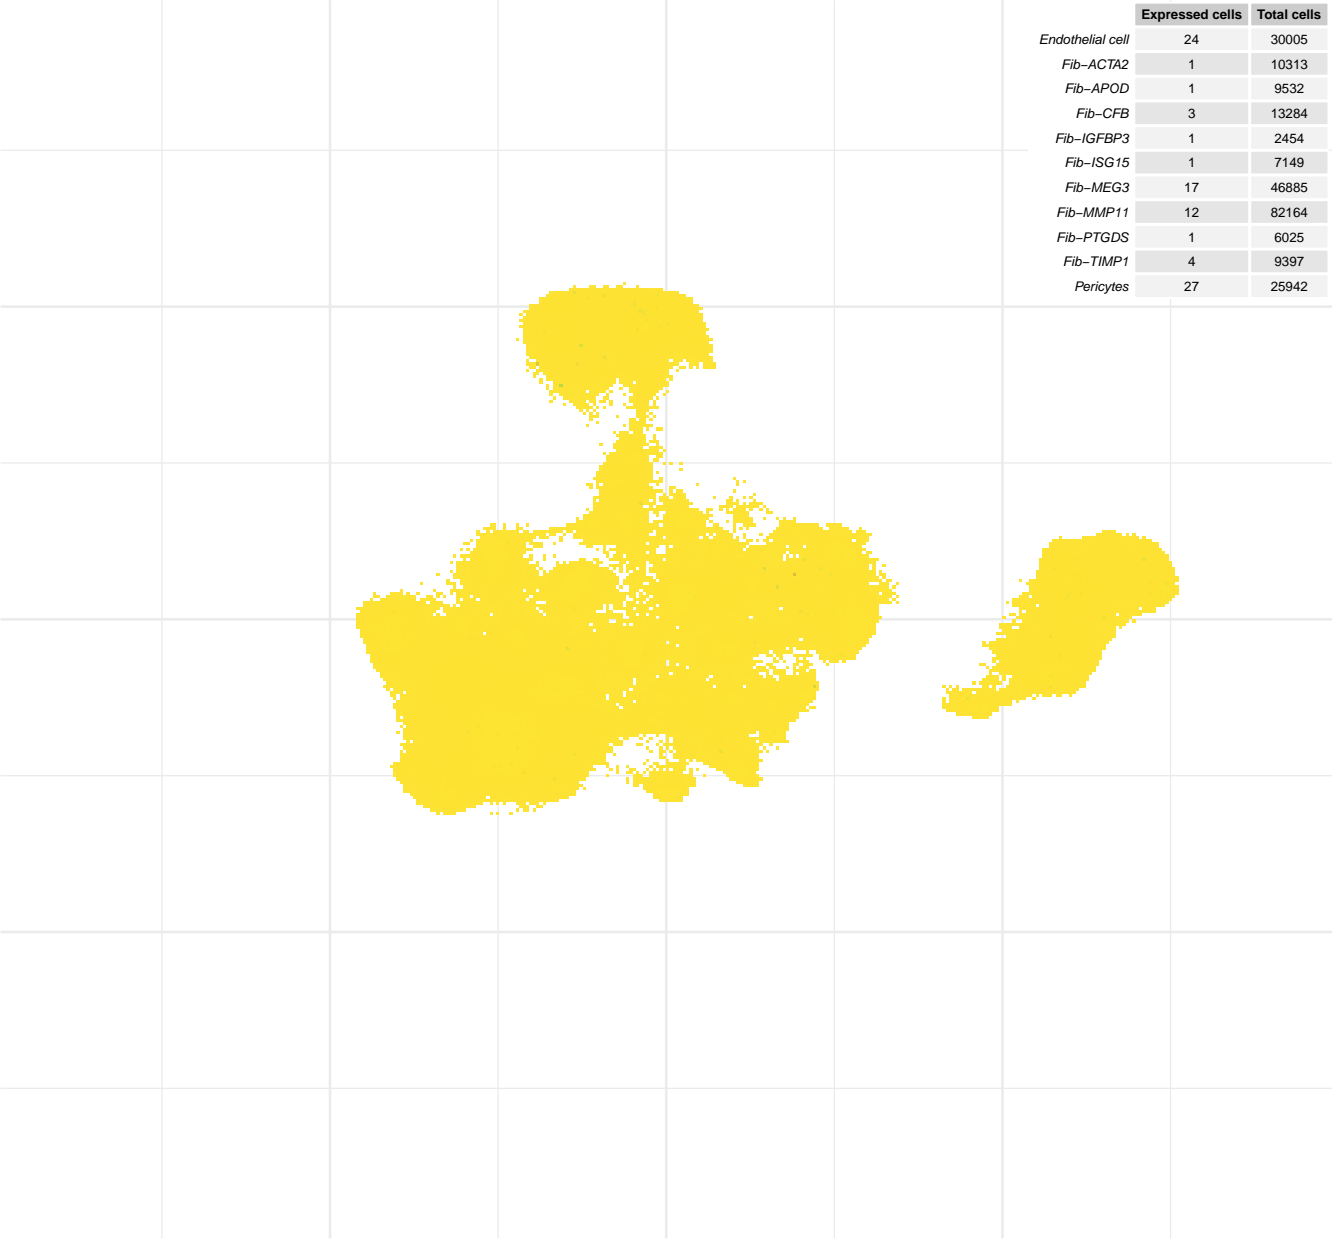 Expressed cells Total cells
Endothelial cell 24 30005
Fib−ACTA2 1 10313
Fib−APOD 1 9532
Fib−CFB 3 13284
Fib−IGFBP3 1 2454
Fib−ISG15 1 7149
Fib−MEG3 17 46885
Fib−MMP11 12 82164
Fib−PTGDS 1 6025
Fib−TIMP1 4 9397
Pericytes 27 25942